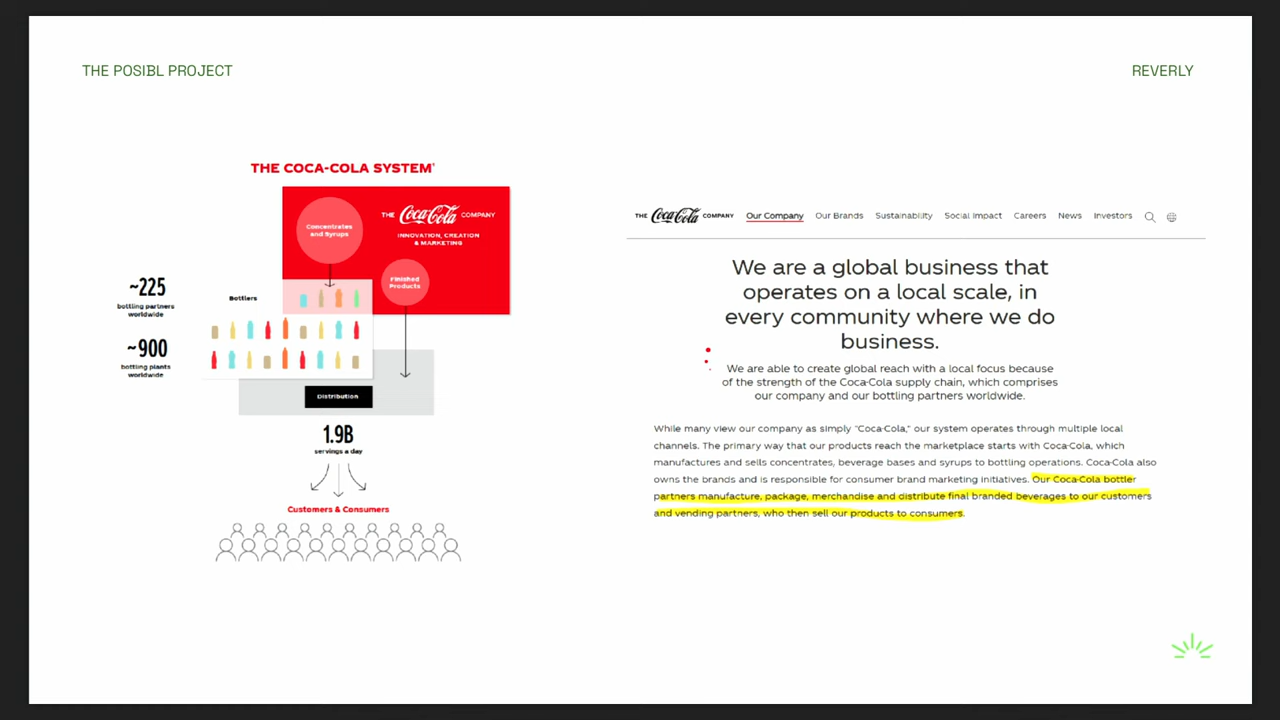 THE POSIBL PROJECT
REVERLY
THE COCA-COLA SYSTEM®
Concentrates
and Syrups
THE Coca-Cola COMPANY
INNOVATION, CREATION
& MARKETING
Finished
Products
~225
bottling partners
worldwide
Bottlers
~900
bottling plants
worldwide
Distribution
1.9B
servings a day
Customers & Consumers
THE Coca-Cola COMPANY Our Company Our Brands Sustainability Social Impact Careers News Investors
We are a global business that
operates on a local scale, in
every community where we do
business.
We are able to create global reach with a local focus because
of the strength of the Coca-Cola supply chain, which comprises
our company and our bottling partners worldwide.
While many view our company as simply "Coca-Cola," our system operates through multiple local
channels. The primary way that our products reach the marketplace starts with Coca-Cola, which
manufactures and sells concentrates, beverage bases and syrups to bottling operations. Coca-Cola also
owns the brands and is responsible for consumer brand marketing initiatives. Our Coca-Cola bottler
partners manufacture, package, merchandise and distribute final branded beverages to our customers
and vending partners, who then sell our products to consumers.